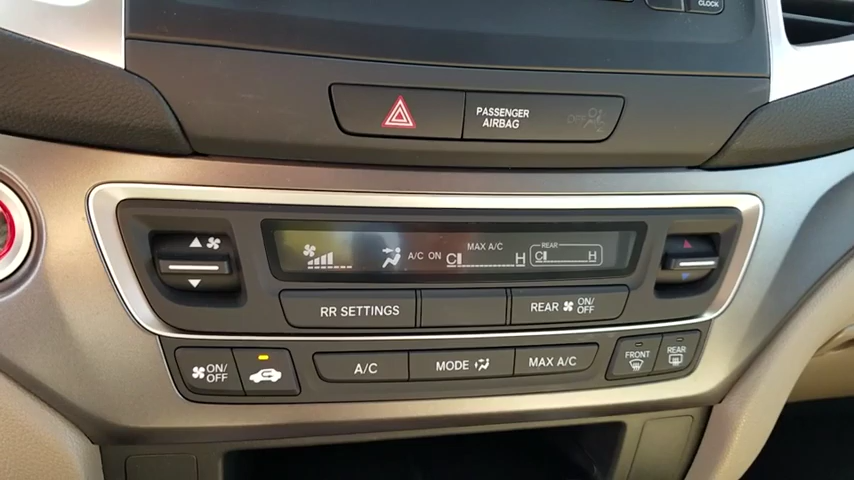 CLOCK
PASSENGER
AIRBAG
OFF
MAX A/C
REAR
A/C ON C H
C H
RR SETTINGS
REAR ON/OFF
ON/OFF
A/C
MODE
MAX A/C
FRONT
REAR